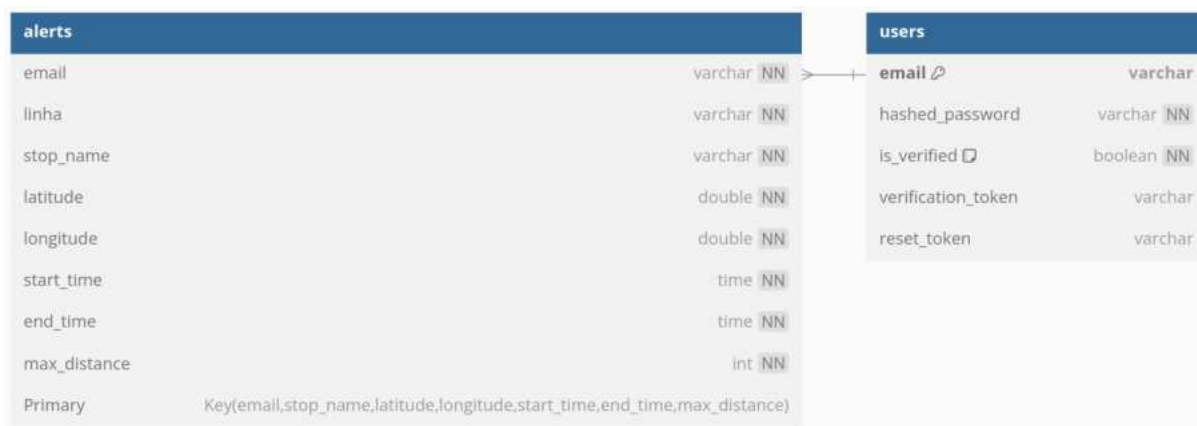 alerts
email varchar NN
linha varchar NN
stop_name varchar NN
latitude double NN
longitude double NN
start_time time NN
end_time time NN
max_distance int NN
Primary Key(email,stop_name,latitude,longitude,start_time,end_time,max_distance)
users
email varchar
hashed_password varchar NN
is_verified boolean NN
verification_token varchar
reset_token varchar